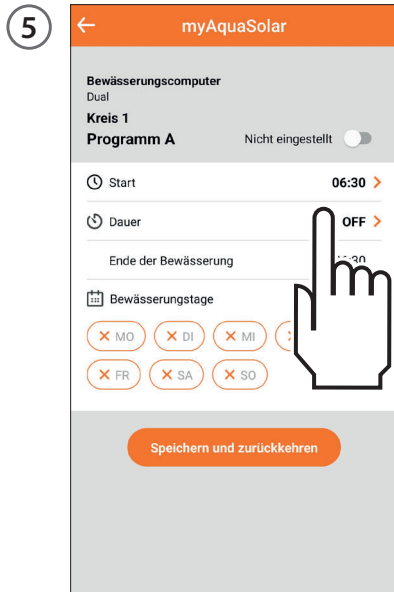 5
myAquaSolar
Bewässerungscomputer
Dual
Kreis 1
Programm A Nicht eingestellt
Start 06:30
Dauer OFF
Ende der Bewässerung
Bewässerungstage
MO DI MI
FR SA SO
Speichern und zurückkehren